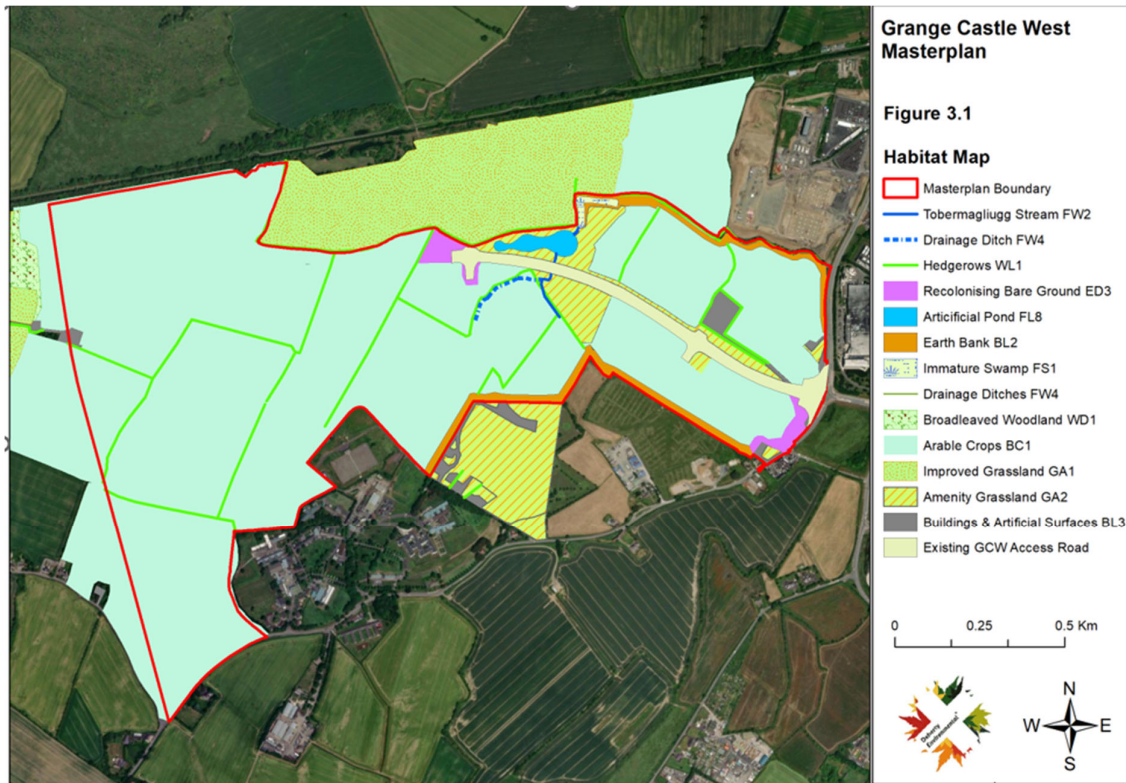 Grange Castle West
Masterplan
Figure 3.1
Habitat Map
Masterplan Boundary
Tobermagliugg Stream FW2
Drainage Ditch FW4
Hedgerows WL1
Recolonising Bare Ground ED3
Articificial Pond FL8
Earth Bank BL2
Immature Swamp FS1
Drainage Ditches FW4
Broadleaved Woodland WD1
Arable Crops BC1
Improved Grassland GA1
Amenity Grassland GA2
Buildings & Artificial Surfaces BL3
Existing GCW Access Road
0 0.25 0.5 Km
Doherty
Environmental
N
W E
S